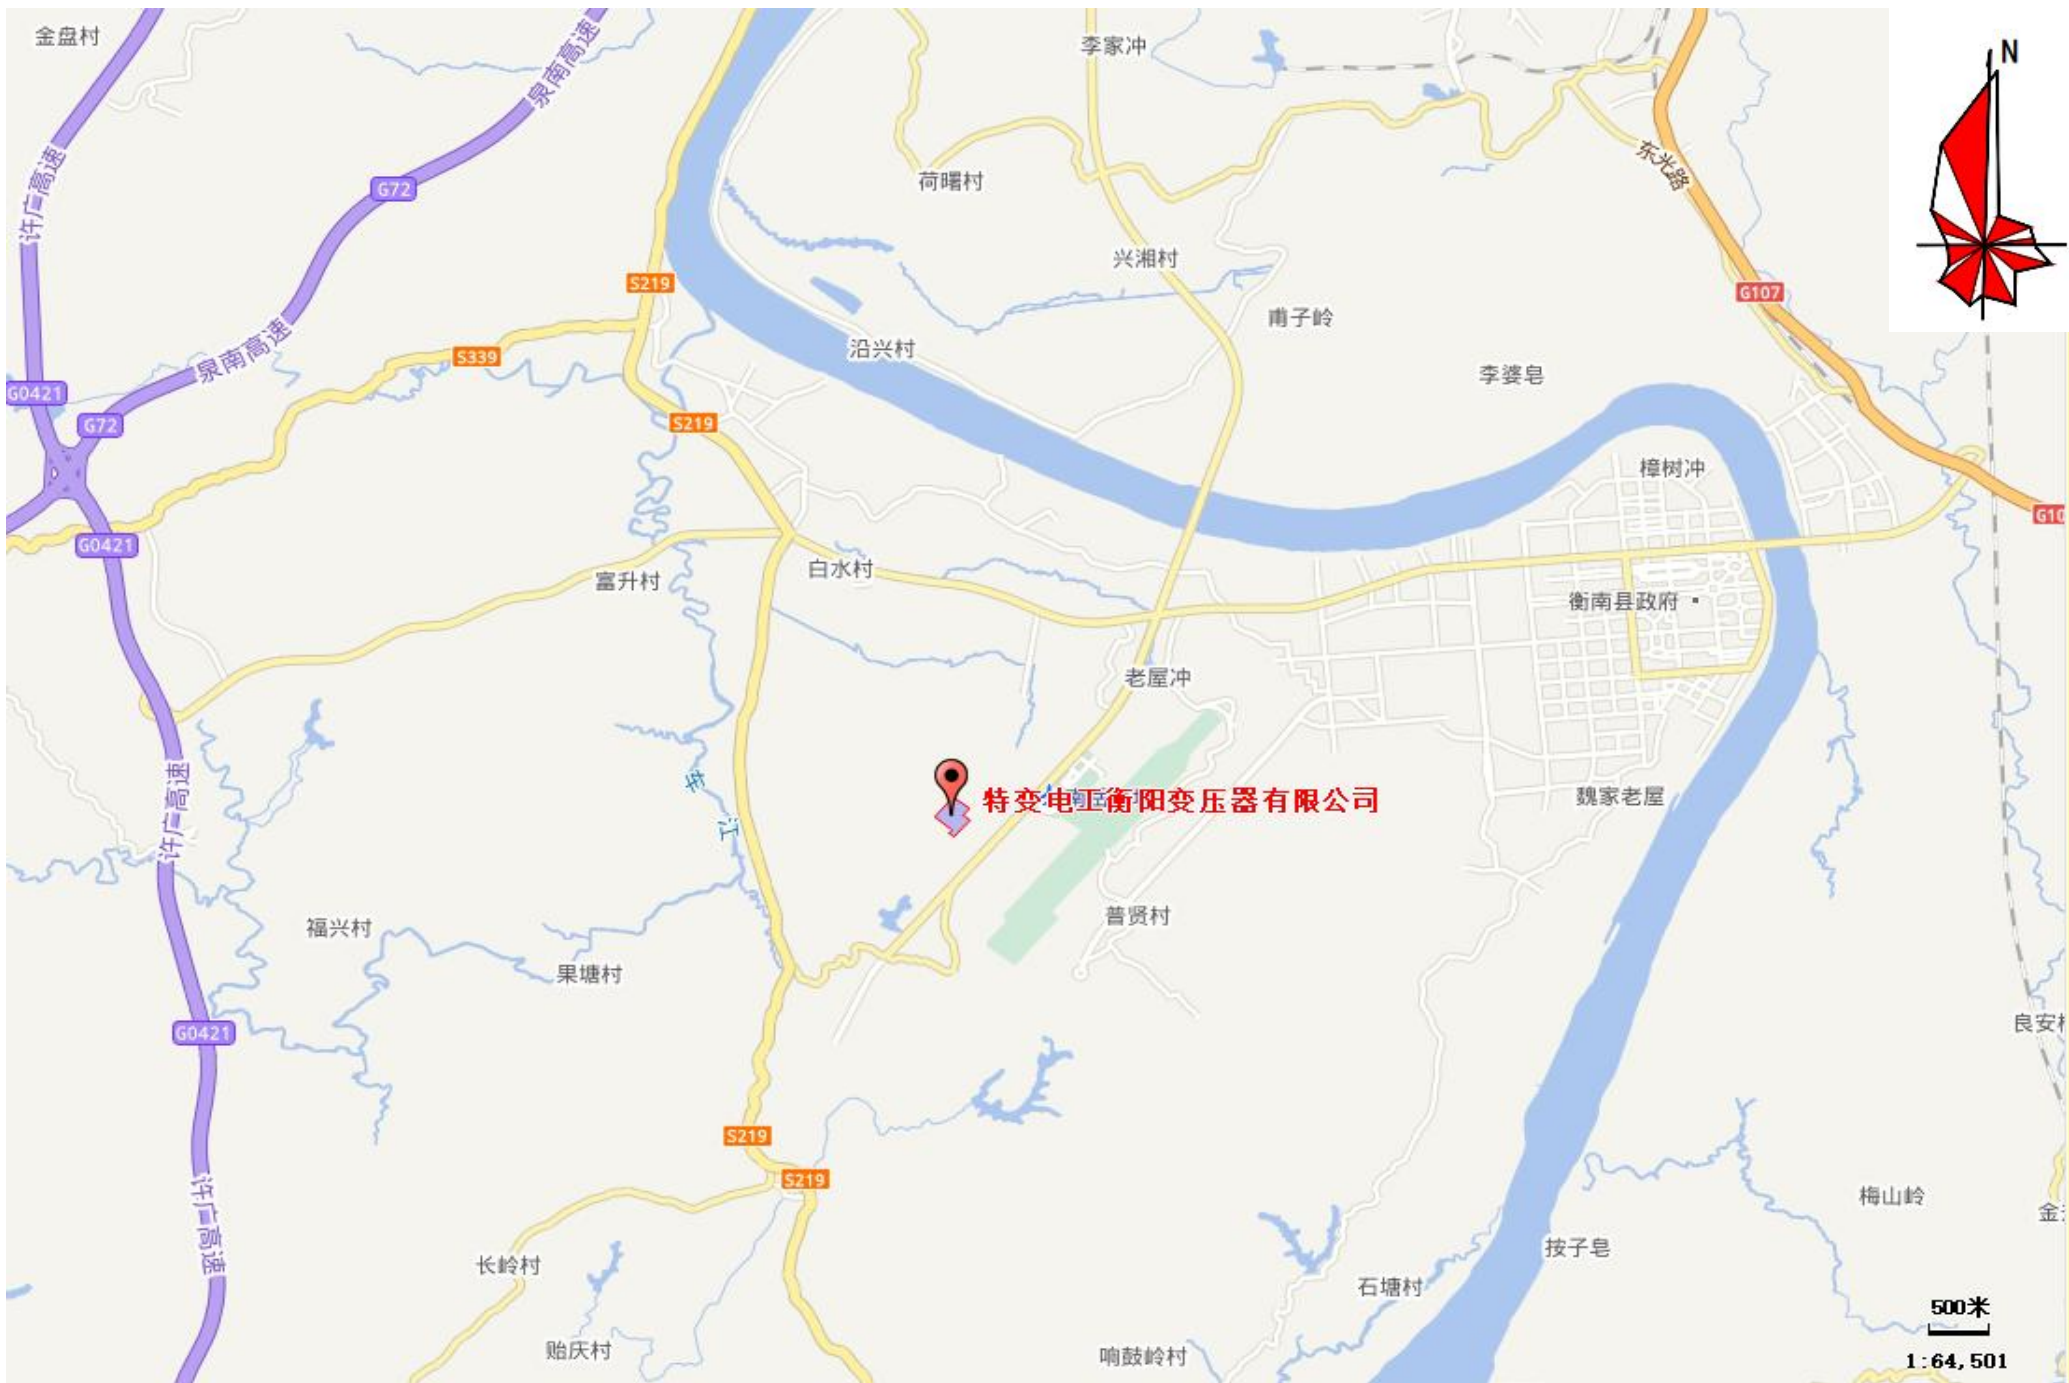 金盘村
李家冲
N
泉南高速
东光路
许广高速
G72
荷曙村
兴湘村
S219
G107
甫子岭
泉南高速
沿兴村
S339
李婆皂
G0421
G72
S219
樟树冲
G10
G0421
白水村
富升村
衡南县政府
老屋冲
许广高速
车江
特变电工衡阳变压器有限公司
魏家老屋
福兴村
普贤村
果塘村
G0421
良安村
S219
S219
许广高速
梅山岭
金
按子皂
长岭村
石塘村
500米
贻庆村
响鼓岭村
1:64,501